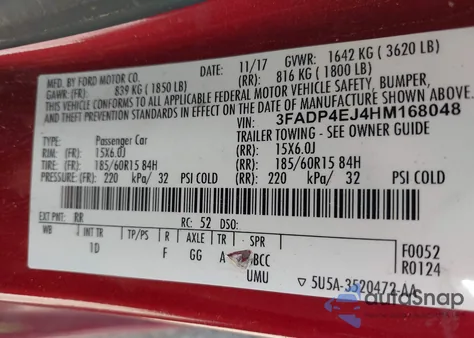 MFD. BY FORD MOTOR CO.
DATE: 11/17 GVWR: 1642 KG ( 3620 LB)
GAWR: (FR): 839 KG ( 1850 LB) (RR): 816 KG ( 1800 LB)
THIS VEHICLE CONFORMS TO ALL APPLICABLE FEDERAL MOTOR VEHICLE SAFETY, BUMPER,
AND THEFT PREVENTION STANDARDS IN EFFECT ON THE DATE OF MANUFACTURE SHOWN ABOVE.
VIN: 3FADP4EJ4HM168048
TYPE: Passenger Car TRAILER TOWING - SEE OWNER GUIDE
RIM: (FR): 15X6.0J (RR): 15X6.0J
TIRE: (FR): 185/60R15 84H (RR): 185/60R15 84H
PRESSURE: (FR): 220 kPa/ 32 PSI COLD (RR): 220 kPa/ 32 PSI COLD
EXT PNT: RR RC: 52 DSO:
WB INT TR TP/PS R AXLE TR SPR
1D F GG A BCC
UMU
F0052
R0124
▽ 5U5A-3520472-AA
autoSnap